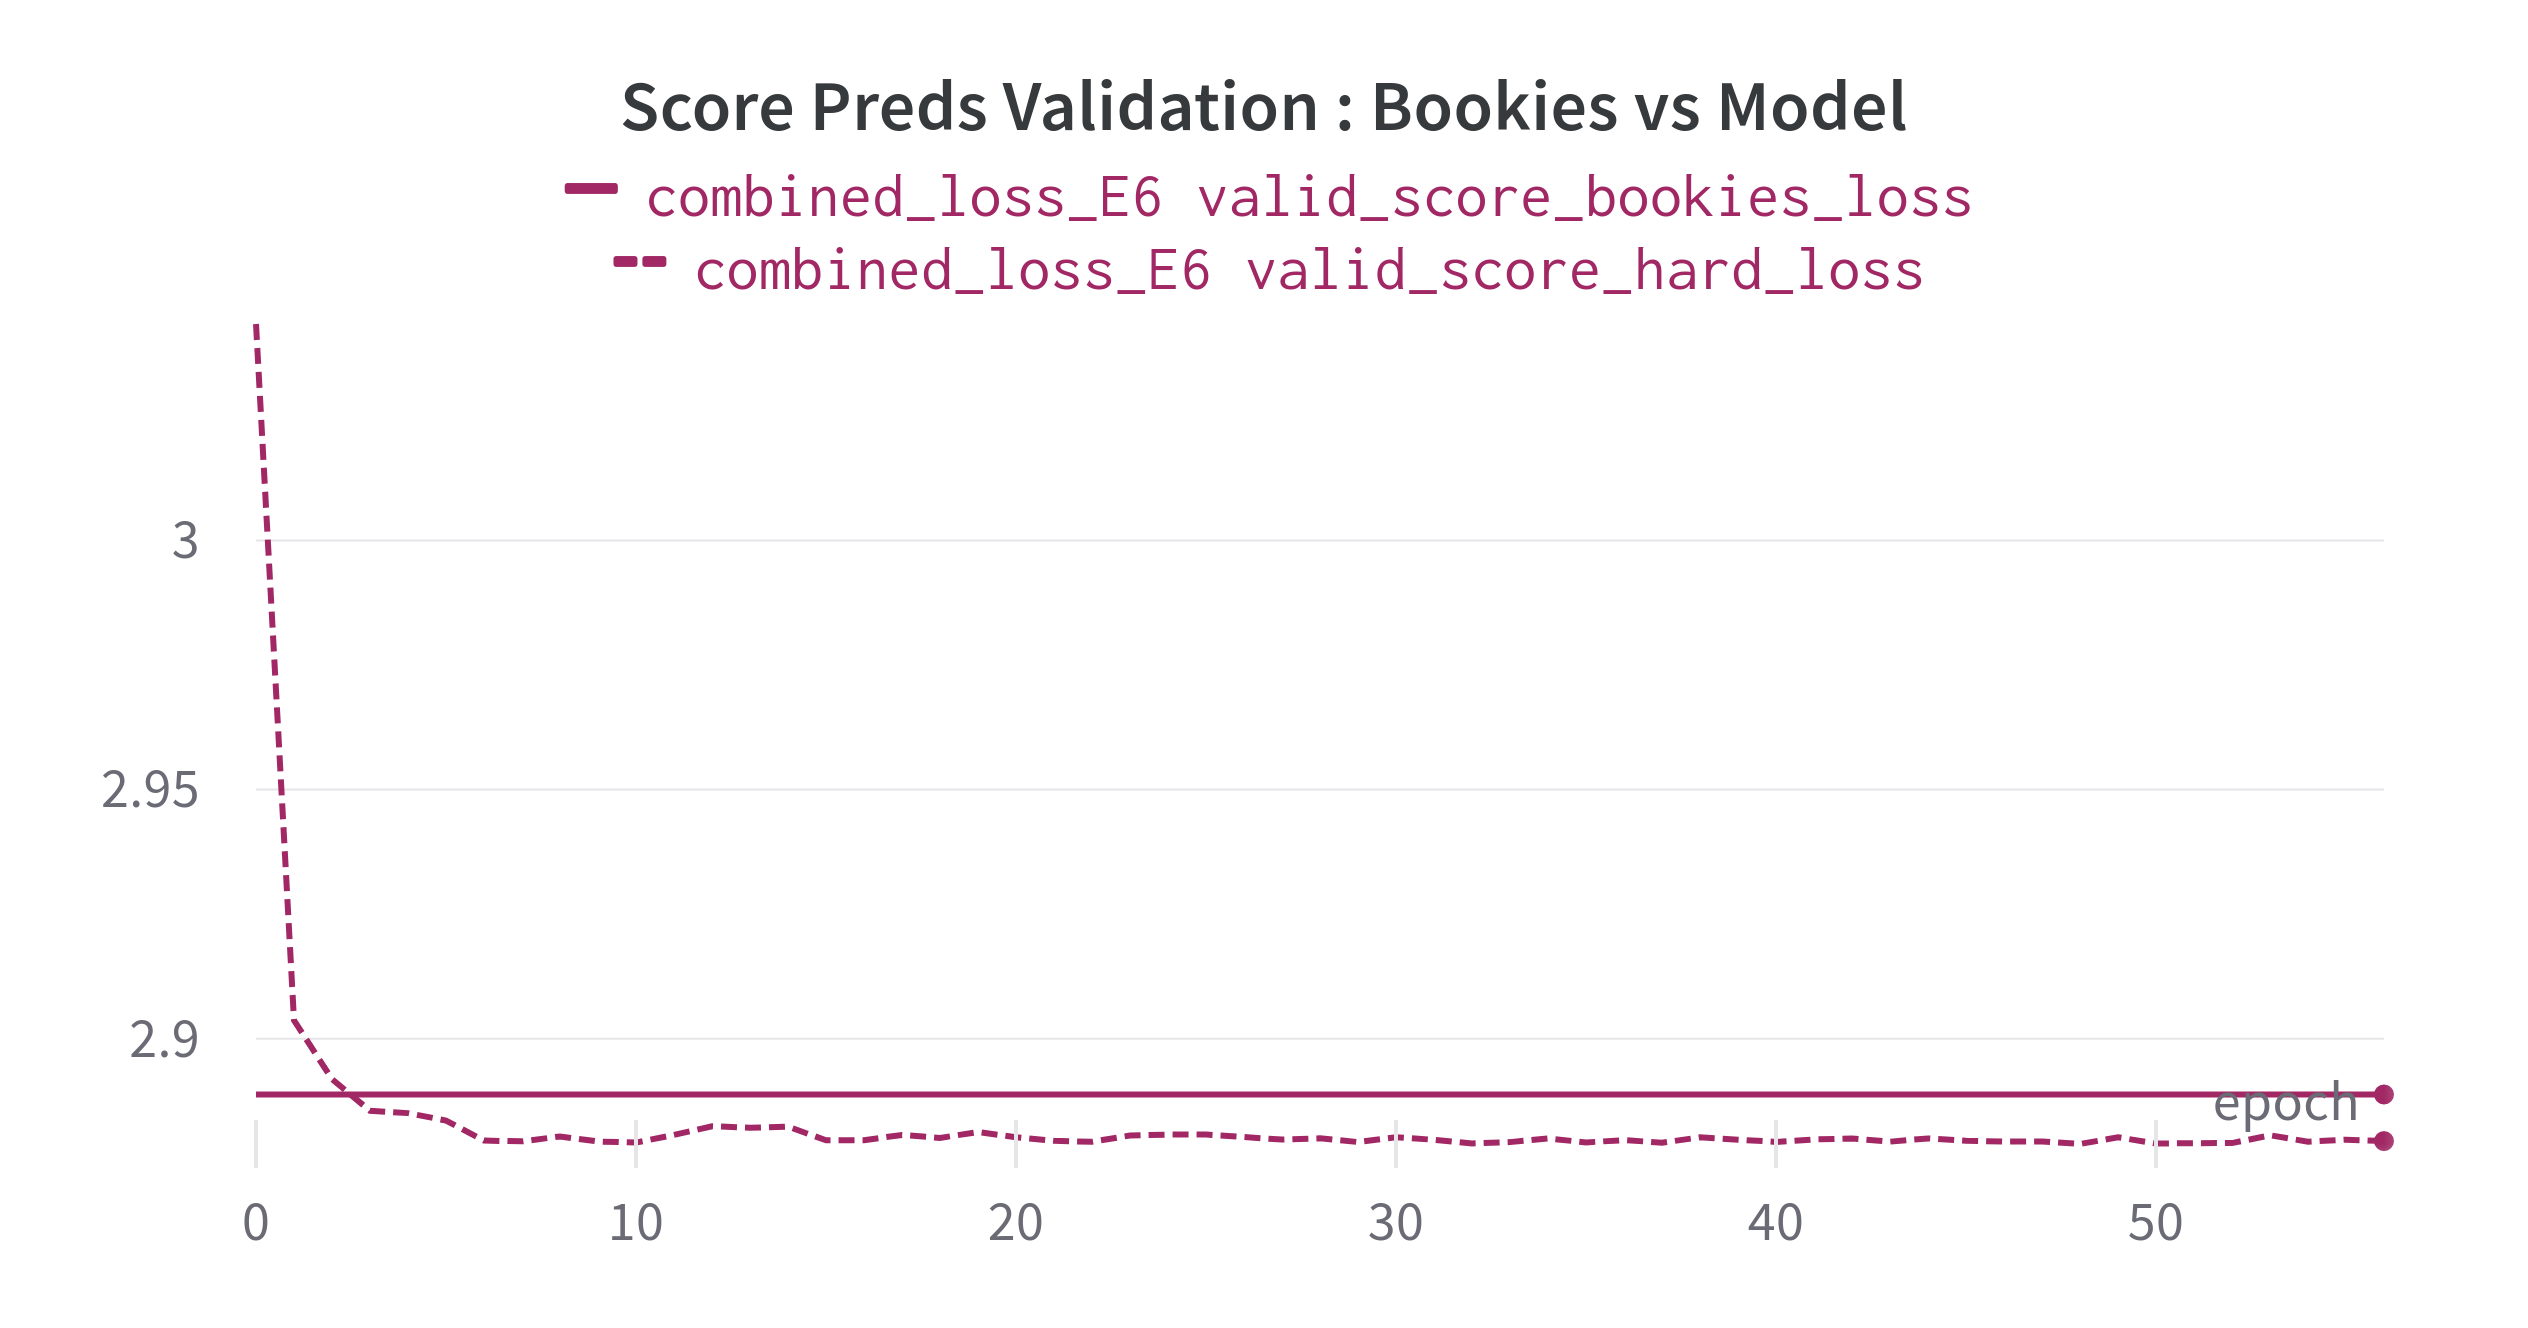 Score Preds Validation : Bookies vs Model
combined_loss_E6 valid_score_bookies_loss
combined_loss_E6 valid_score_hard_loss
3
2.95
2.9
epoch
0 10 20 30 40 50